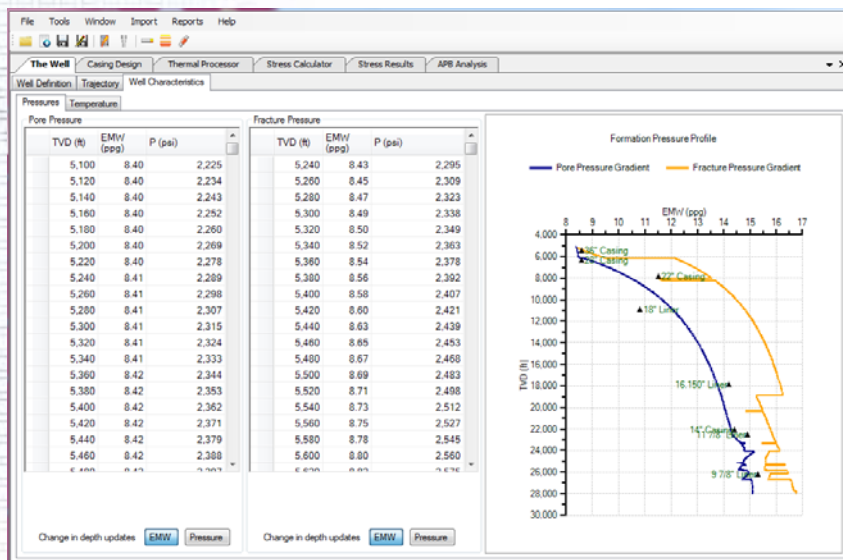 File Tools Window Import Reports Help
The Well Casing Design Thermal Processor Stress Calculator Stress Results APB Analysis
Well Definition Trajectory Well Characteristics
Pressures Temperature
Pore Pressure
TVD (ft) EMW (ppg) P (psi)
5,100 8.40 2,225
5,120 8.40 2,234
5,140 8.40 2,243
5,160 8.40 2,252
5,180 8.40 2,260
5,200 8.40 2,269
5,220 8.40 2,278
5,240 8.41 2,289
5,260 8.41 2,298
5,280 8.41 2,307
5,300 8.41 2,315
5,320 8.41 2,324
5,340 8.41 2,333
5,360 8.42 2,344
5,380 8.42 2,353
5,400 8.42 2,362
5,420 8.42 2,371
5,440 8.42 2,379
5,460 8.42 2,388
Change in depth updates EMW Pressure
Fracture Pressure
TVD (ft) EMW (ppg) P (psi)
5,240 8.43 2,295
5,260 8.45 2,309
5,280 8.47 2,323
5,300 8.49 2,338
5,320 8.50 2,349
5,340 8.52 2,363
5,360 8.54 2,378
5,380 8.56 2,392
5,400 8.58 2,407
5,420 8.60 2,421
5,440 8.63 2,439
5,460 8.65 2,453
5,480 8.67 2,468
5,500 8.69 2,483
5,520 8.71 2,498
5,540 8.73 2,512
5,560 8.75 2,527
5,580 8.78 2,545
5,600 8.80 2,560
Change in depth updates EMW Pressure
Formation Pressure Profile
Pore Pressure Gradient Fracture Pressure Gradient
EMW (ppg)
8 9 10 11 12 13 14 15 16 17
TVD (ft)
4,000
6,000
8,000
10,000
12,000
14,000
16,000
18,000
20,000
22,000
24,000
26,000
28,000
30,000
36" Casing
Casing
22" Casing
18" Liner
16.150" Liner
14" Casing
11 7/8" Liner
9 7/8" Liner